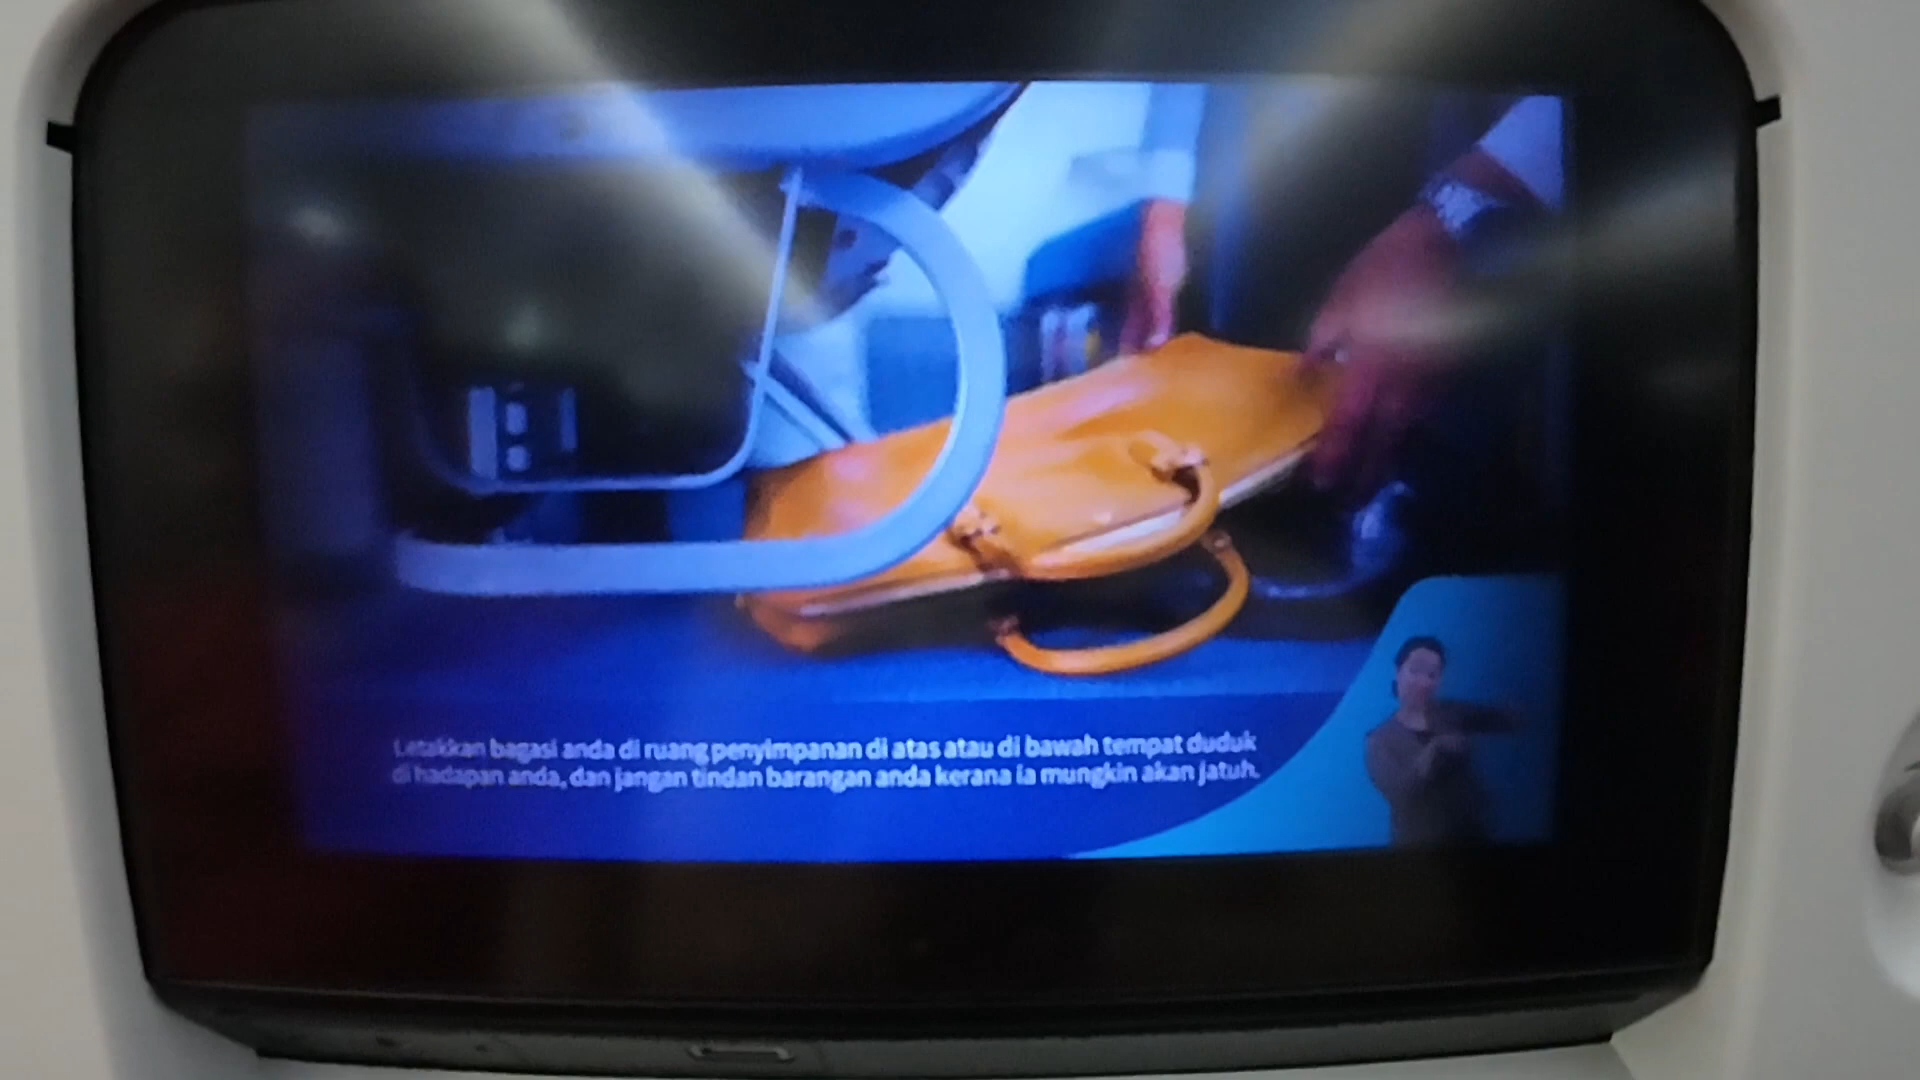 Letakkan bagasi anda di ruang penyimpanan di atas atau di bawah tempat duduk
di hadapan anda, dan jangan tindan barangan anda kerana ia mungkin akan jatuh.